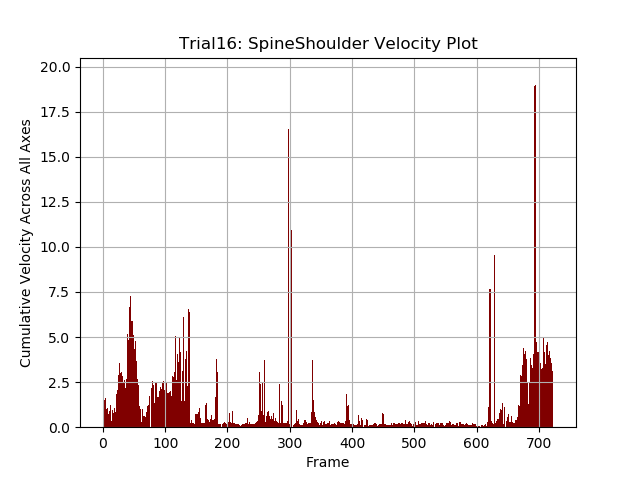 Trial16: SpineShoulder Velocity Plot
20.0
17.5
15.0
12.5
10.0
7.5
5.0
2.5
0.0
Cumulative Velocity Across All Axes
0 100 200 300 400 500 600 700
Frame